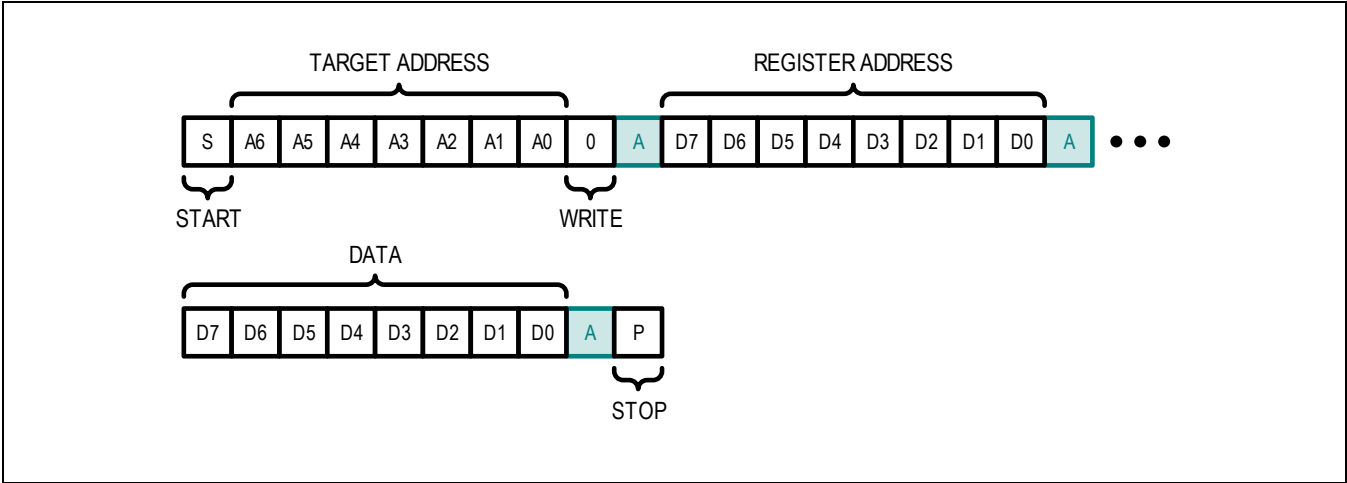 TARGET ADDRESS REGISTER ADDRESS
S A6 A5 A4 A3 A2 A1 A0 0 A D7 D6 D5 D4 D3 D2 D1 D0 A
START WRITE
DATA
D7 D6 D5 D4 D3 D2 D1 D0 A P
STOP